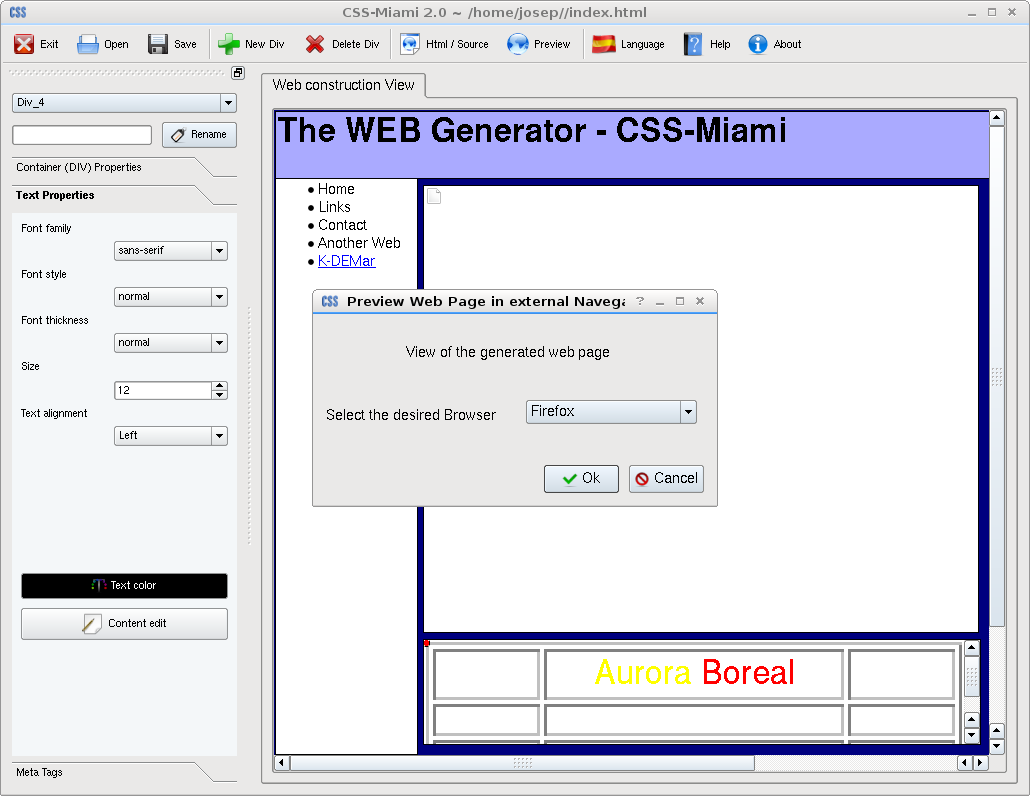 CSS CSS-Miami 2.0 ~ /home/josep//index.html
Exit Open Save New Div Delete Div Html / Source Preview Language Help About
Div_4
Rename
Container (DIV) Properties
Text Properties
Font family
sans-serif
Font style
normal
Font thickness
normal
Size
12
Text alignment
Left
Text color
Content edit
Meta Tags
Web construction View
The WEB Generator - CSS-Miami
Home
Links
Contact
Another Web
K-DEMar
CSS Preview Web Page in external Navega
View of the generated web page
Select the desired Browser Firefox
Ok Cancel
Aurora Boreal